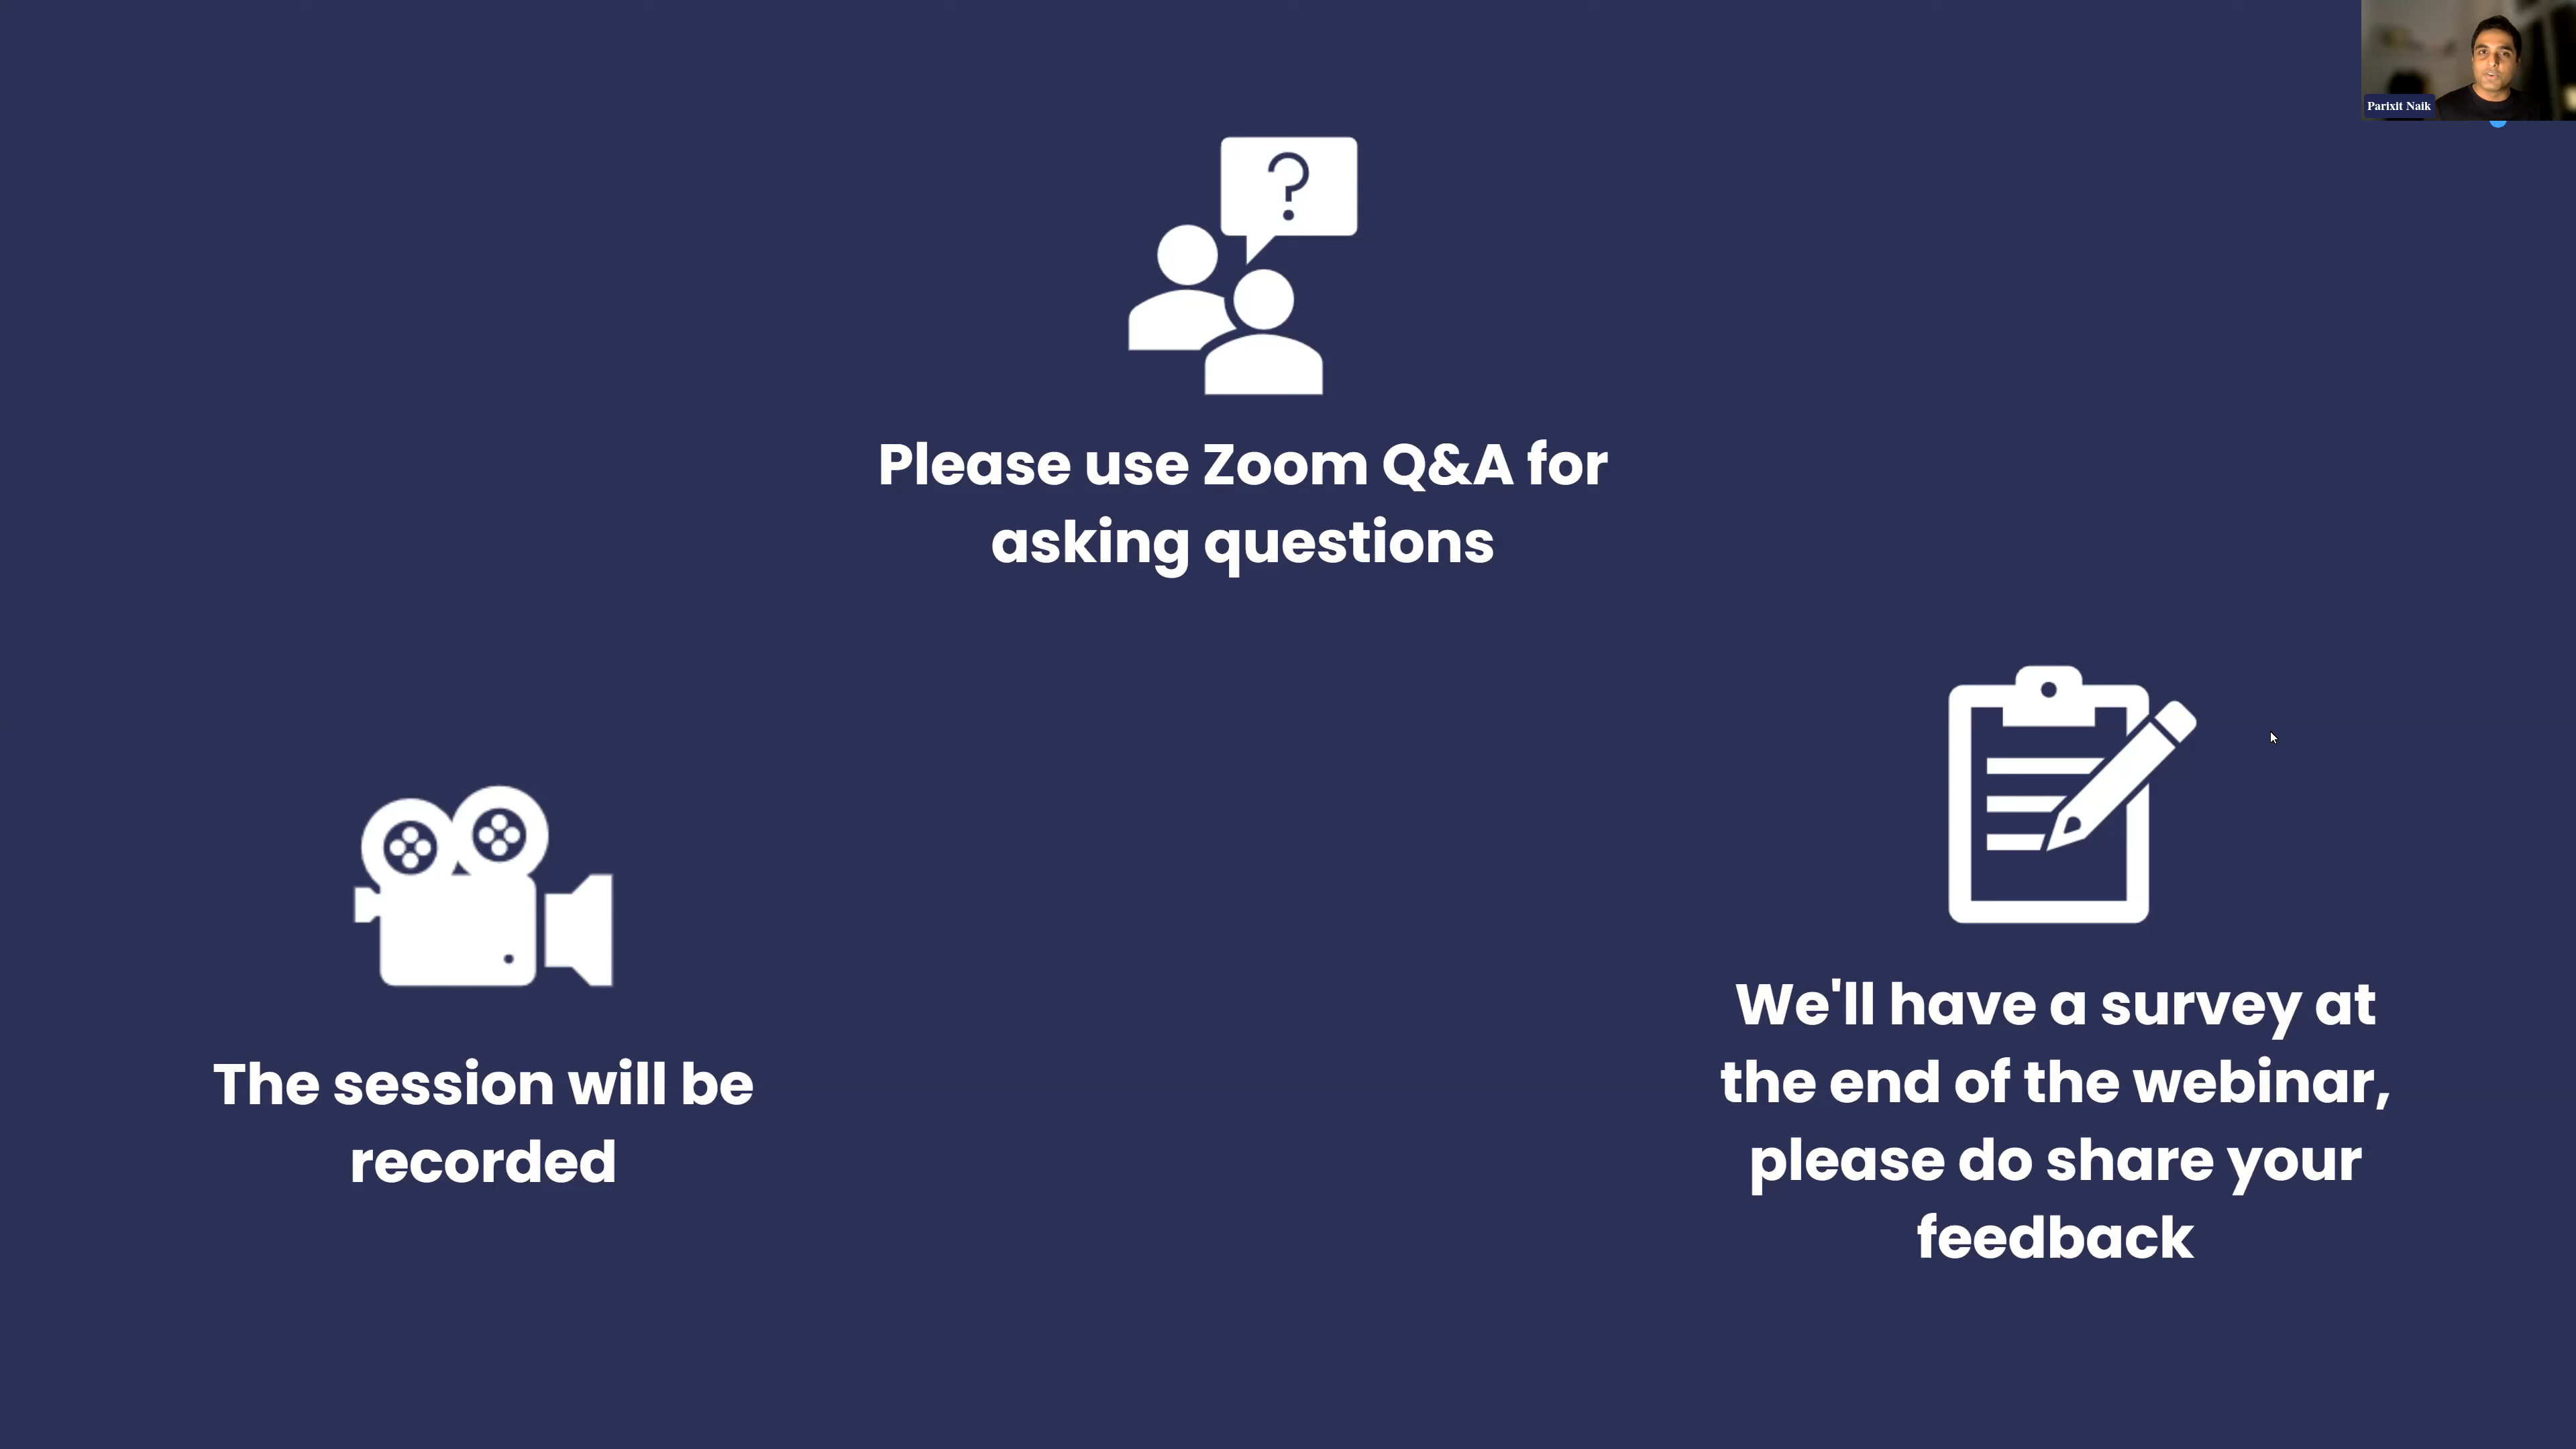 Parixit Naik
?
Please use Zoom Q&A for
asking questions
The session will be
recorded
We'll have a survey at
the end of the webinar,
please do share your
feedback